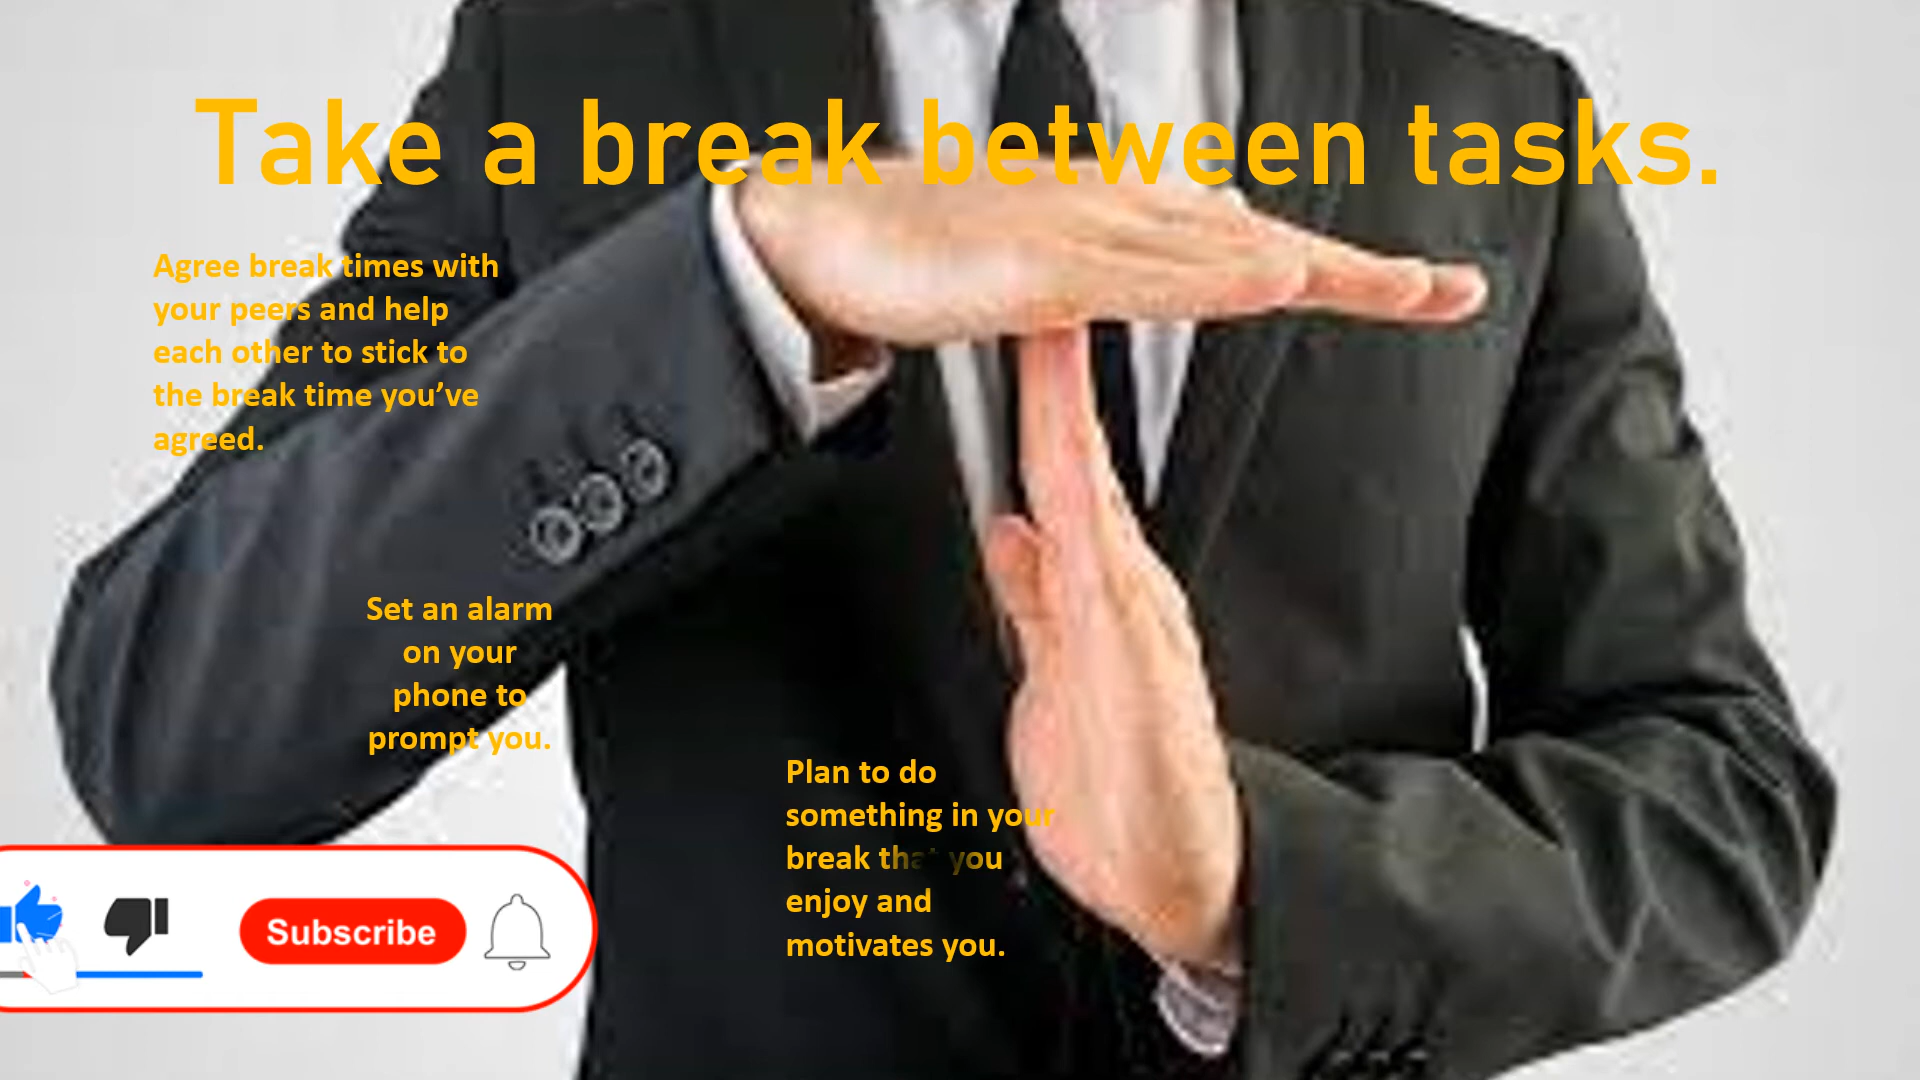 Take a break between tasks.
Agree break times with
your peers and help
each other to stick to
the break time you’ve
agreed.
Set an alarm
on your
phone to
prompt you.
Plan to do
something in your
break that you
enjoy and
motivates you.
Subscribe